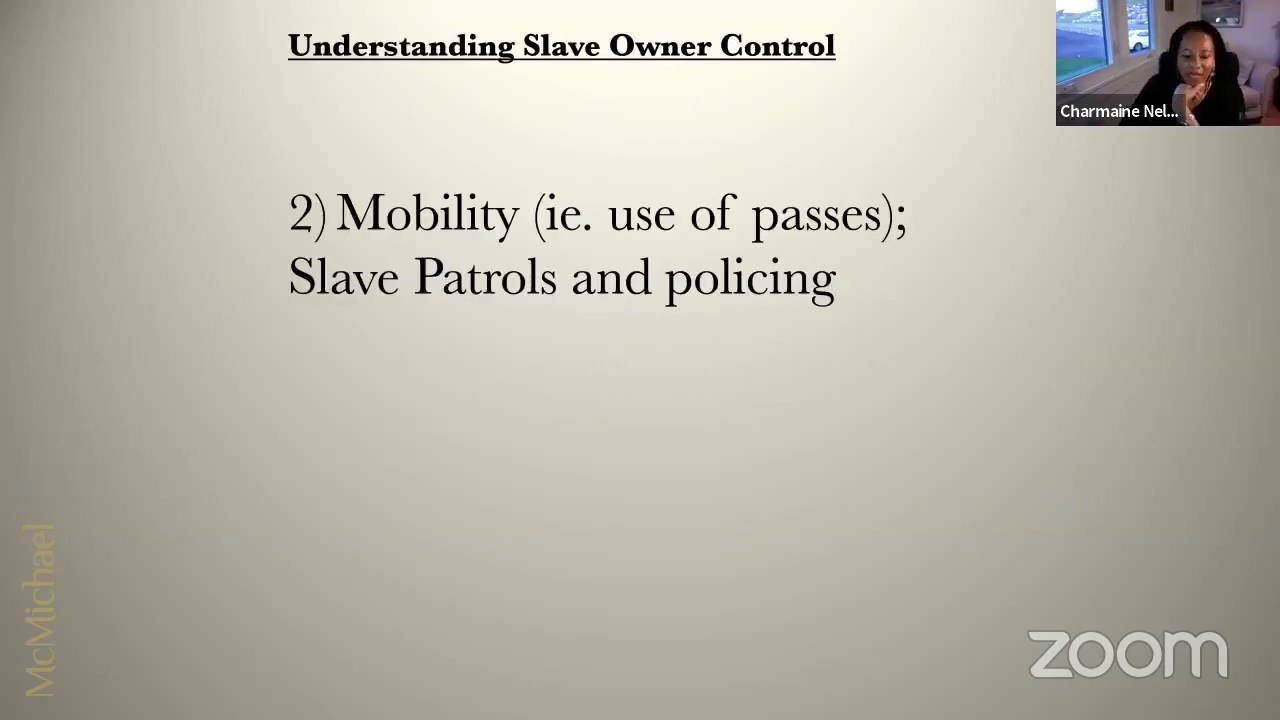 Understanding Slave Owner Control
Charmaine Nel...
2) Mobility (ie. use of passes);
Slave Patrols and policing
McMichael
zoom